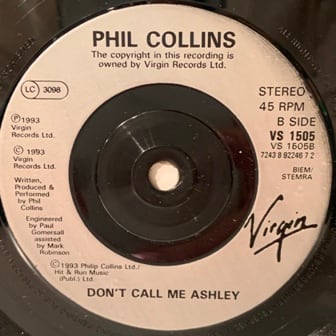 PHIL COLLINS
The copyright in this recording is
owned by Virgin Records Ltd.
LC 3098
STEREO
45 RPM
B SIDE
VS 1505
VS 1505B
7243 8 92246 7 2
BIEM/
STEMRA
℗1993
Virgin
Records Ltd.
© 1993
Virgin
Records Ltd.
Written,
Produced &
Performed by
Phil
Collins
Engineered by
Paul
Gomersall
assisted by
Mark
Robinson
Virgin
©1993 Philip Collins Ltd./
Hit & Run Music
(Publ.) Ltd.
DON'T CALL ME ASHLEY